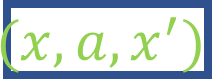 (x, a, x′)